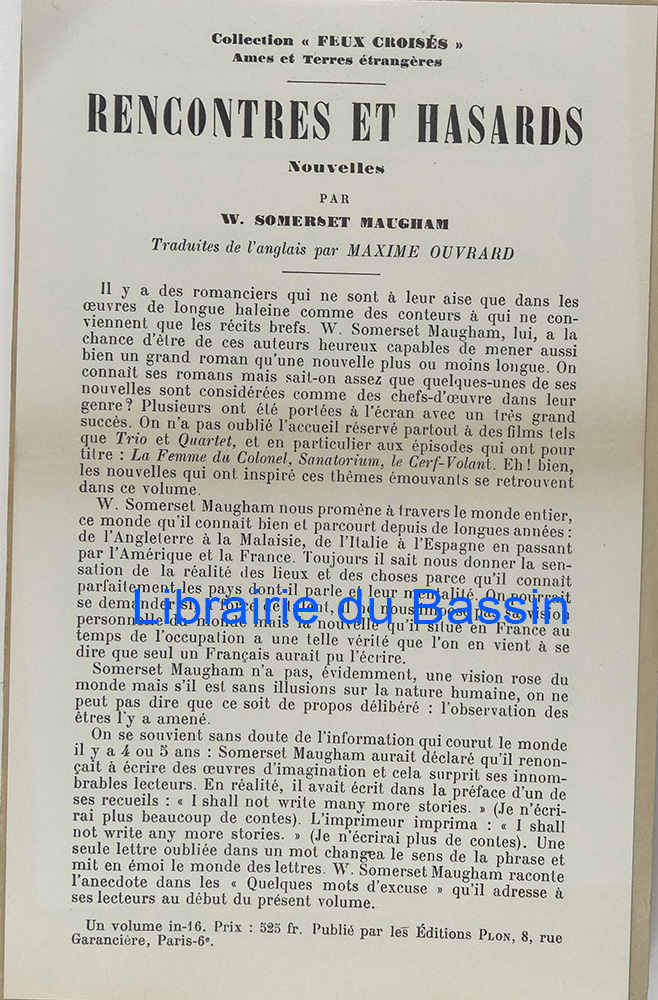 Collection « FEUX CROISÉS »
Ames et Terres étrangères
RENCONTRES ET HASARDS
Nouvelles
PAR
W. SOMERSET MAUGHAM
Traduites de l'anglais par MAXIME OUVRARD
Il y a des romanciers qui ne sont à leur aise que dans les
œuvres de longue haleine comme des conteurs à qui ne con-
viennent que les récits brefs. W. Somerset Maugham, lui, a la
chance d'être de ces auteurs heureux capables de mener aussi
bien un grand roman qu'une nouvelle plus ou moins longue. On
connaît ses romans mais sait-on assez que quelques-unes de ses
nouvelles sont considérées comme des chefs-d'œuvre dans leur
genre ? Plusieurs ont été portées à l'écran avec un très grand
succès. On n'a pas oublié l'accueil réservé partout à des films tels
que Trio et Quartet, et en particulier aux épisodes qui ont pour
titre : La Femme du Colonel, Sanatorium, le Cerf-Volant. Eh ! bien,
les nouvelles qui ont inspiré ces thèmes émouvants se retrouvent
dans ce volume.
W. Somerset Maugham nous promène à travers le monde entier,
ce monde qu'il connaît bien et parcourt depuis de longues années :
de l'Angleterre à la Malaisie, de l'Italie à l'Espagne en passant
par l'Amérique et la France. Toujours il sait nous donner la sen-
sation de la réalité des lieux et des choses parce qu'il connaît
parfaitement les pays dont il parle et leur mentalité. On pourrait
se demander si
Librairie du Bassin
personnelle du monde mais la nouvelle qu'il situe en France au
temps de l'occupation a une telle vérité que l'on en vient à se
dire que seul un Français aurait pu l'écrire.
Somerset Maugham n'a pas, évidemment, une vision rose du
monde mais s'il est sans illusions sur la nature humaine, on ne
peut pas dire que ce soit de propos délibéré : l'observation des
êtres l'y a amené.
On se souvient sans doute de l'information qui courut le monde
il y a 4 ou 5 ans : Somerset Maugham aurait déclaré qu'il renon-
çait à écrire des œuvres d'imagination et cela surprit ses innom-
brables lecteurs. En réalité, il avait écrit dans la préface d'un de
ses recueils : « I shall not write many more stories. » (Je n'écri-
rai plus beaucoup de contes). L'imprimeur imprima : « I shall
not write any more stories. » (Je n'écrirai plus de contes). Une
seule lettre oubliée dans un mot changea le sens de la phrase et
mit en émoi le monde des lettres. W. Somerset Maugham raconte
l'anecdote dans les « Quelques mots d'excuse » qu'il adresse à
ses lecteurs au début du présent volume.
Un volume in-16. Prix : 525 fr. Publié par les Éditions PLON, 8, rue
Garancière, Paris-6e.